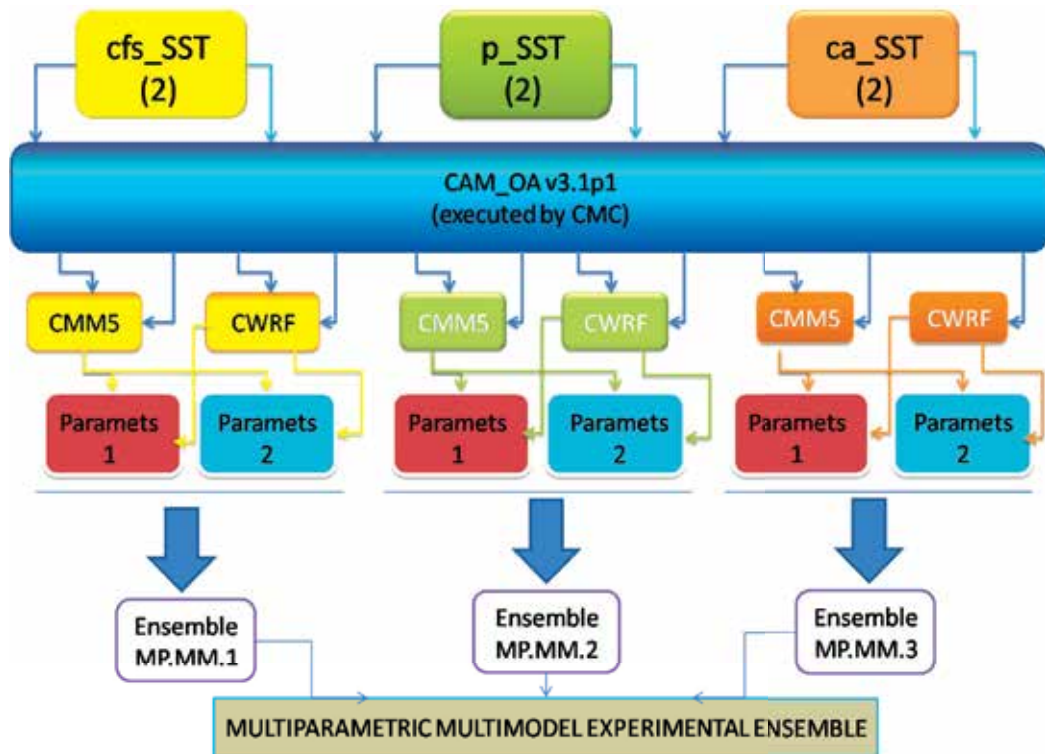 cfs_SST
(2)
p_SST
(2)
ca_SST
(2)
CAM_OA v3.1p1
(executed by CMC)
CMM5
CWRF
CMM5
CWRF
CMM5
CWRF
Paramets
1
Paramets
2
Paramets
1
Paramets
2
Paramets
1
Paramets
2
Ensemble
MP.MM.1
Ensemble
MP.MM.2
Ensemble
MP.MM.3
MULTIPARAMETRIC MULTIMODEL EXPERIMENTAL ENSEMBLE